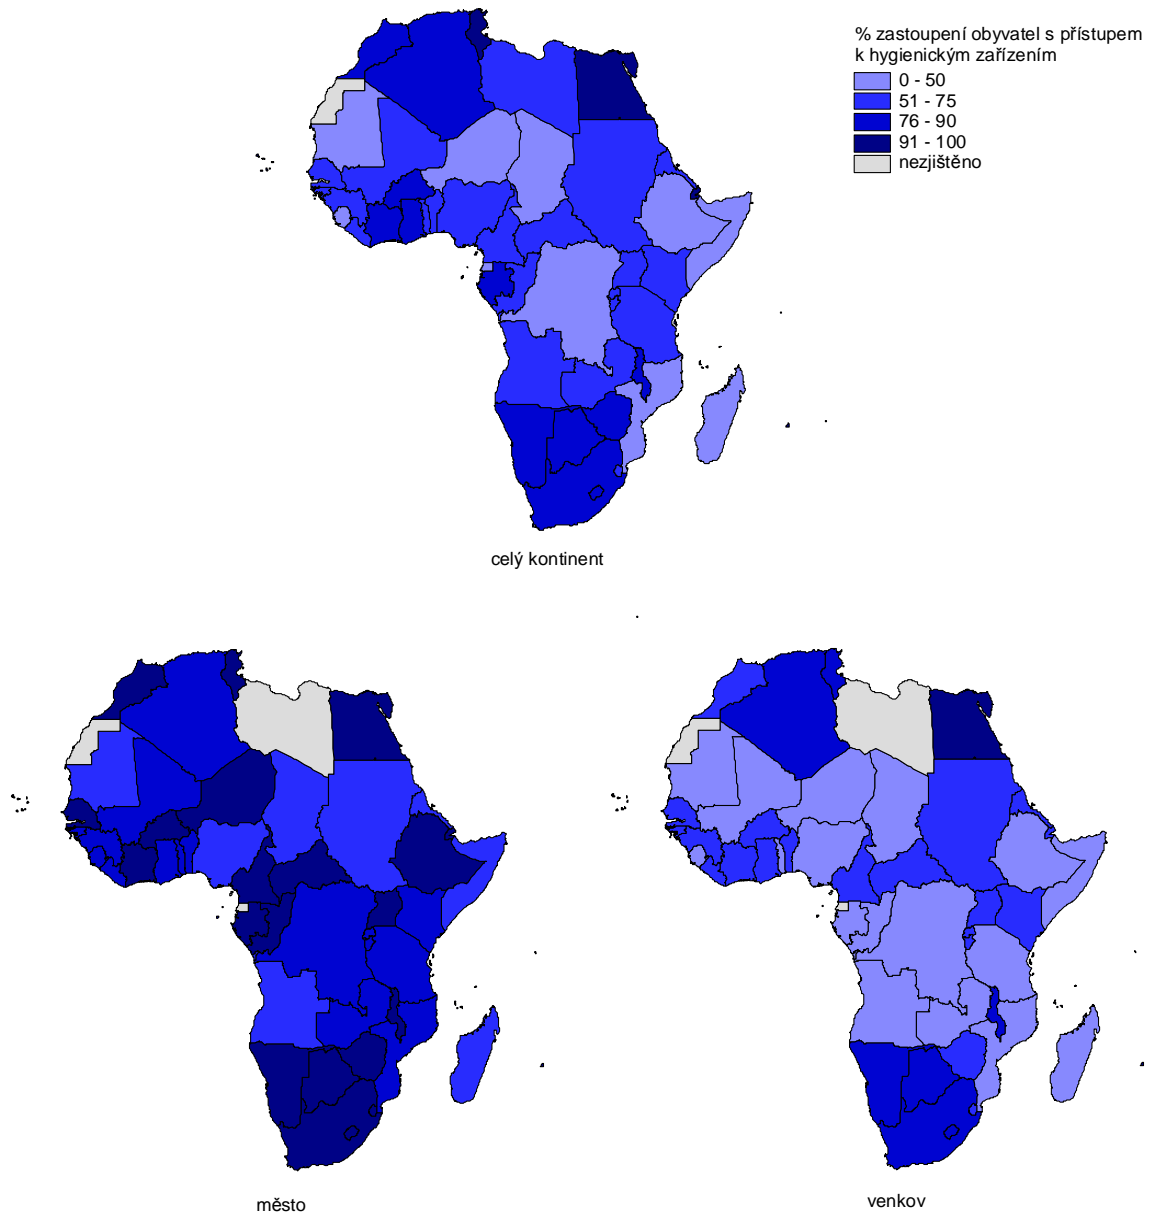 % zastoupení obyvatel s přístupem
k hygienickým zařízením
0 - 50
51 - 75
76 - 90
91 - 100
nezjištěno
celý kontinent
město
venkov